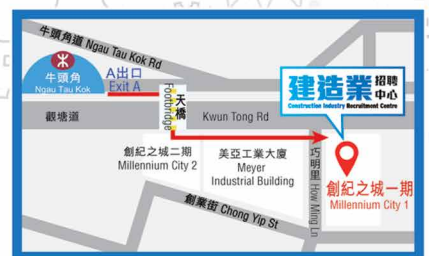 牛頭角道 Ngau Tau Kok Rd
牛頭角
Ngau Tau Kok
A出口
Exit A
天橋
Footbridge
建造業招聘中心
Construction Industry Recruitment Centre
觀塘道
Kwun Tong Rd
創紀之城二期
Millennium City 2
美亞工業大廈
Meyer
Industrial Building
巧明里 How Ming Ln
創紀之城一期
Millennium City 1
創業街 Chong Yip St